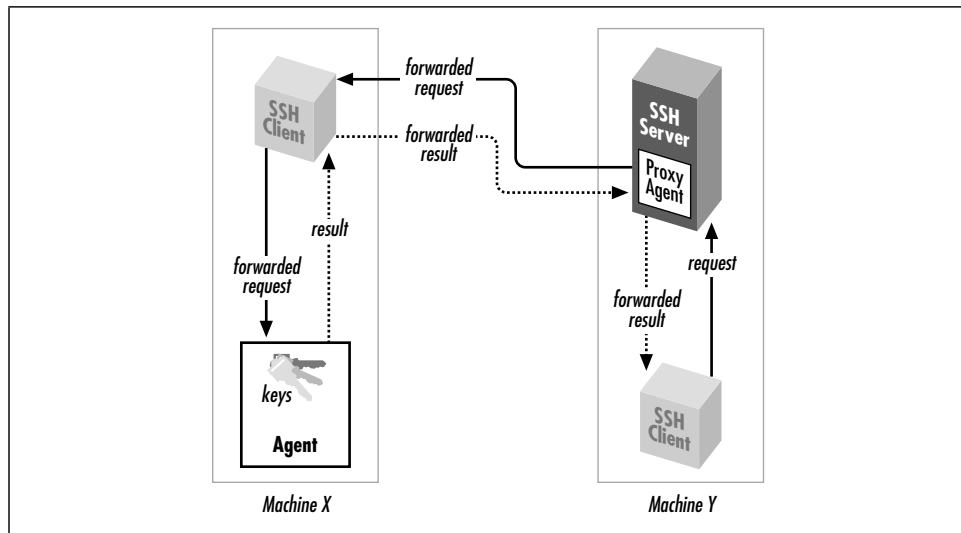 SSH
Client
forwarded
request
forwarded
result
result
forwarded
request
keys
Agent
Machine X
SSH
Server
Proxy
Agent
request
forwarded
result
SSH
Client
Machine Y